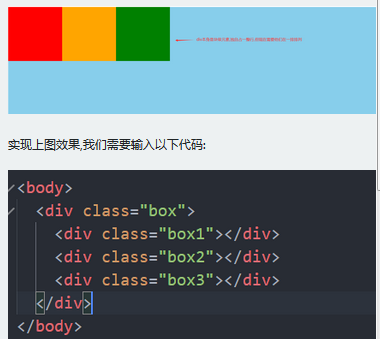 实现上图效果,我们需要输入以下代码:
<body>
<div class="box">
<div class="box1"></div>
<div class="box2"></div>
<div class="box3"></div>
</div>
</body>